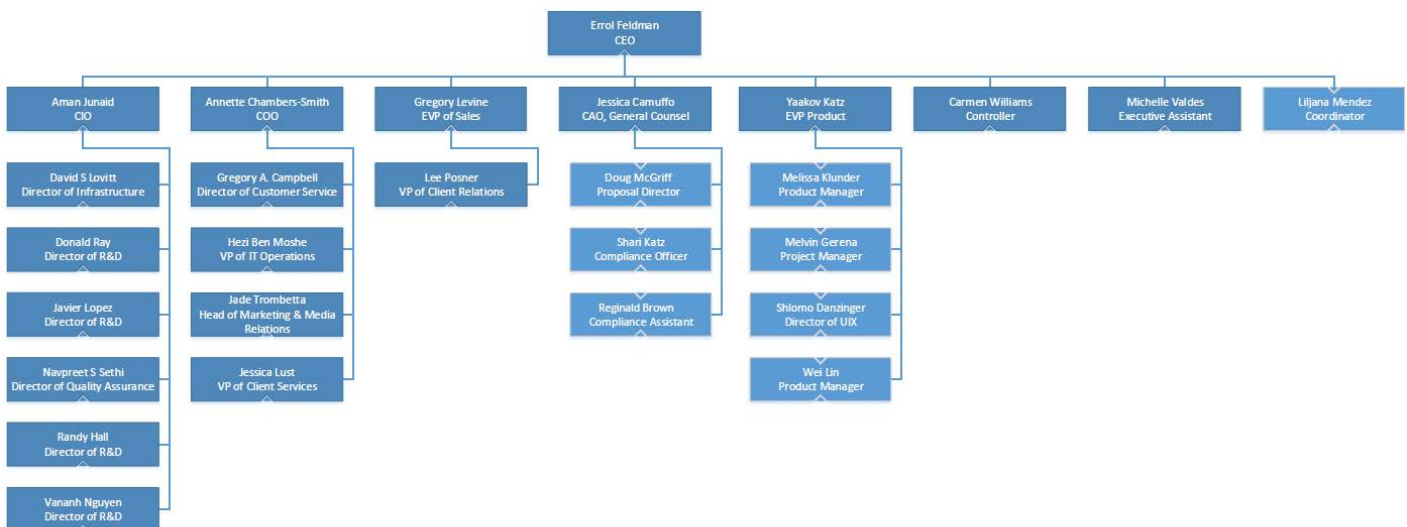 Errol Feldman
CEO
Aman Junaid
CIO
Annette Chambers-Smith
COO
Gregory Levine
EVP of Sales
Jessica Camuffo
CAO, General Counsel
Yaakov Katz
EVP Product
Carmen Williams
Controller
Michelle Valdes
Executive Assistant
Liljana Mendez
Coordinator
David S Lovitt
Director of Infrastructure
Donald Ray
Director of R&D
Javier Lopez
Director of R&D
Navpreet S Sethi
Director of Quality Assurance
Randy Hall
Director of R&D
Vananh Nguyen
Director of R&D
Gregory A. Campbell
Director of Customer Service
Hezi Ben Moshe
VP of IT Operations
Jade Trombetta
Head of Marketing & Media
Relations
Jessica Lust
VP of Client Services
Lee Posner
VP of Client Relations
Doug McGriff
Proposal Director
Shari Katz
Compliance Officer
Reginald Brown
Compliance Assistant
Melissa Klunder
Product Manager
Melvin Gerena
Project Manager
Shlomo Danzinger
Director of UIX
Wei Lin
Product Manager